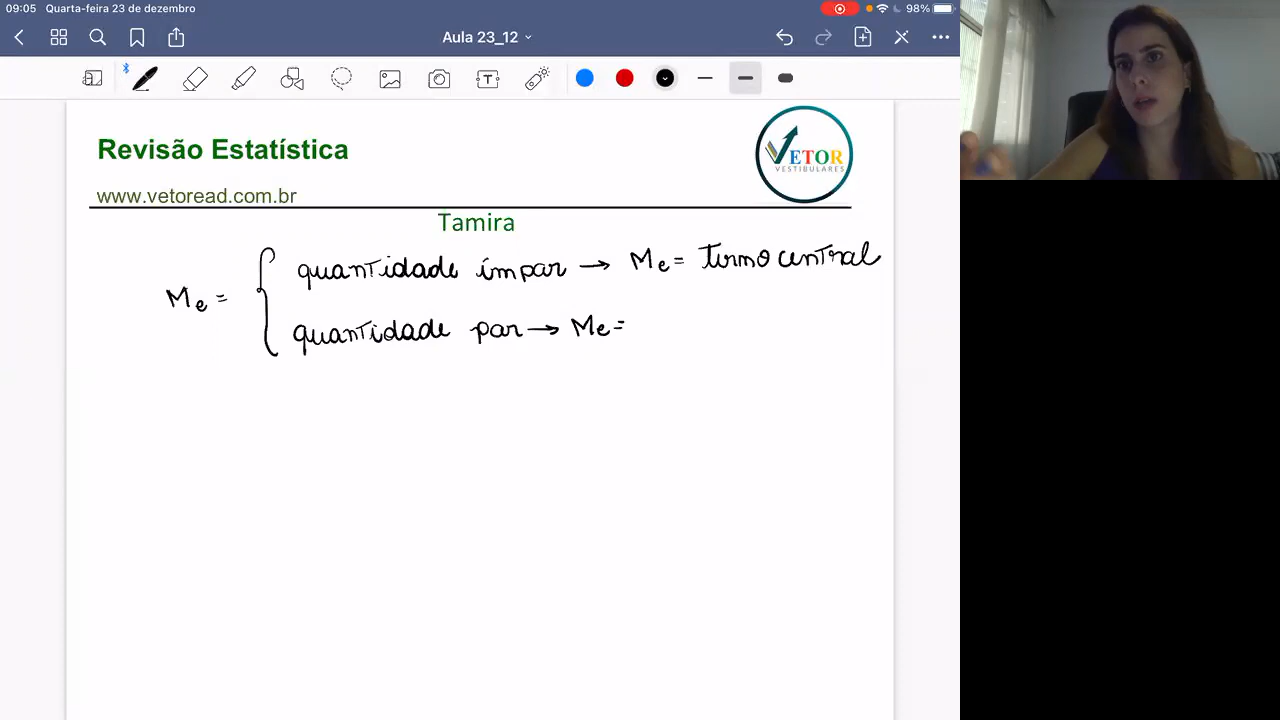 09:05 Quarta-feira 23 de dezembro 98%
Aula 23_12
T
Revisão Estatística
VETOR
VESTIBULARES
www.vetoread.com.br
Tamira
Me = { quantidade ímpar → Me = termo central
quantidade par → Me =